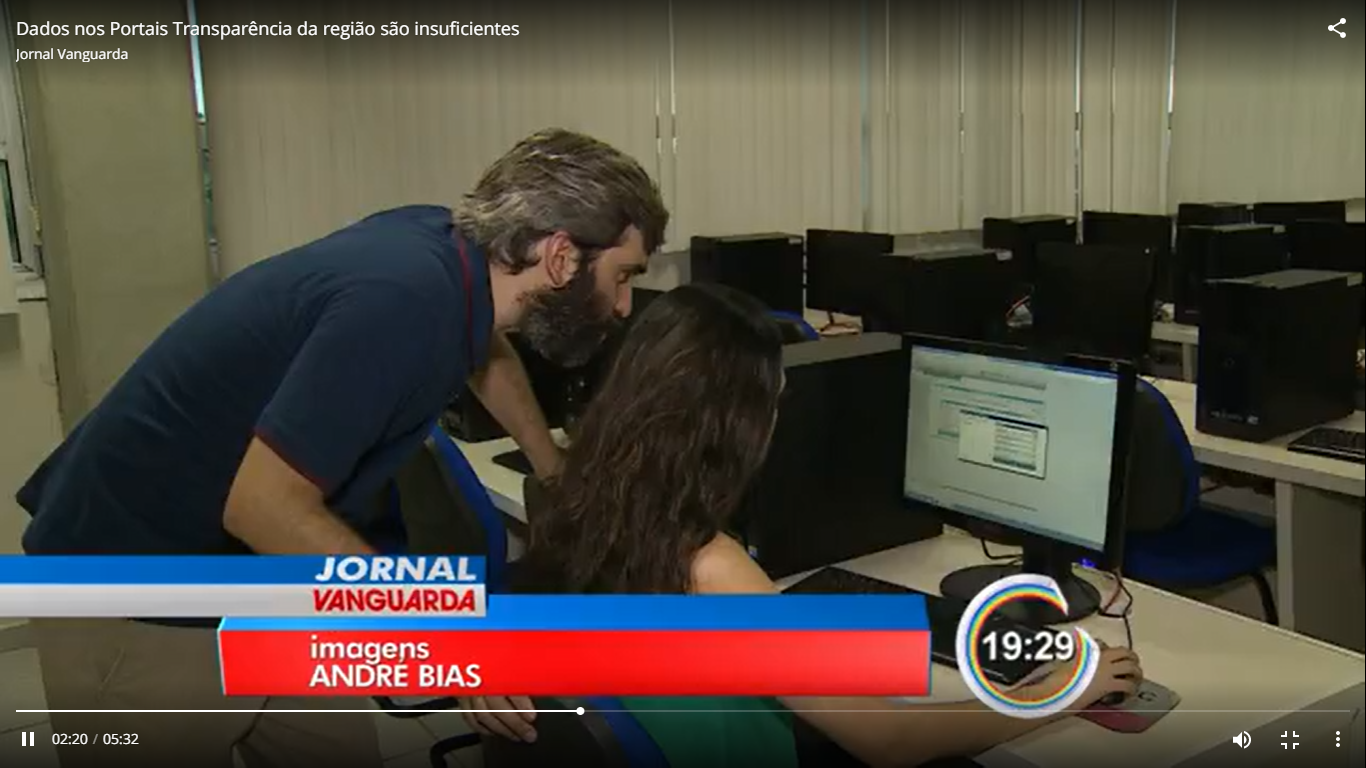 Dados nos Portais Transparência da região são insuficientes
Jornal Vanguarda
JORNAL
VANGUARDA
imagens
ANDRÉ BIAS
19:29
02:20 / 05:32